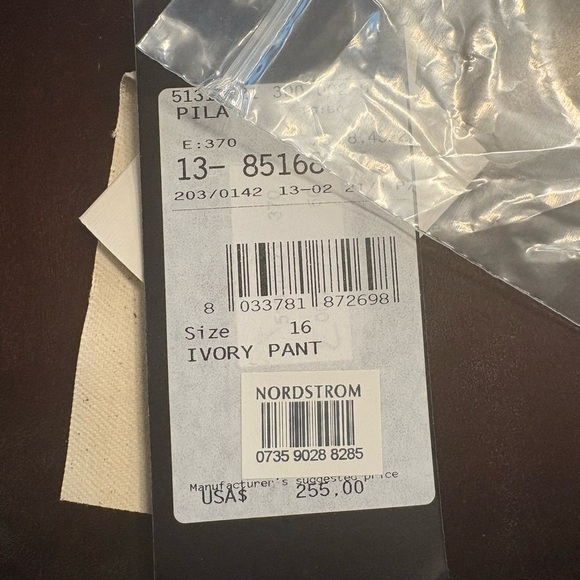 PILA
E:370
13- 85168
203/0142 13-02
8 033781 872698
Size 16
IVORY PANT
NORDSTROM
0735 9028 8285
Manufacturer's suggested price
USA$ 255,00